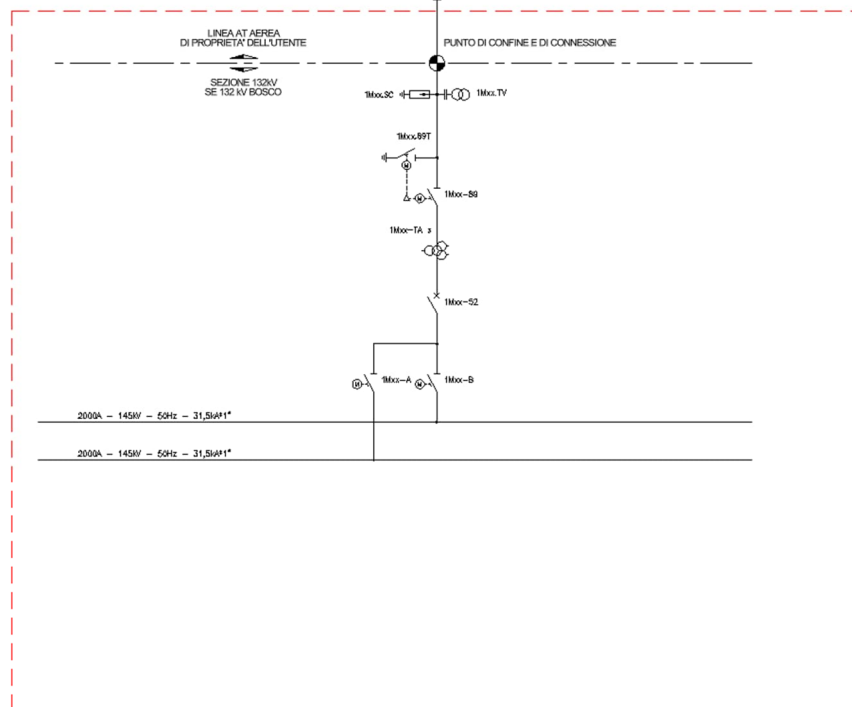 LINEA AT AEREA
DI PROPRIETA' DELL'UTENTE
PUNTO DI CONFINE E DI CONNESSIONE
SEZIONE 132kV
SE 132 kV BOSCO
1Mxx.SC
1Mxx.TV
1Mxx.89T
M
M
1Mxx-89
1Mxx-TA 3
1Mxx-52
M
1Mxx-A
M
1Mxx-B
2000A - 145kV - 50Hz - 31,5kA*1"
2000A - 145kV - 50Hz - 31,5kA*1"